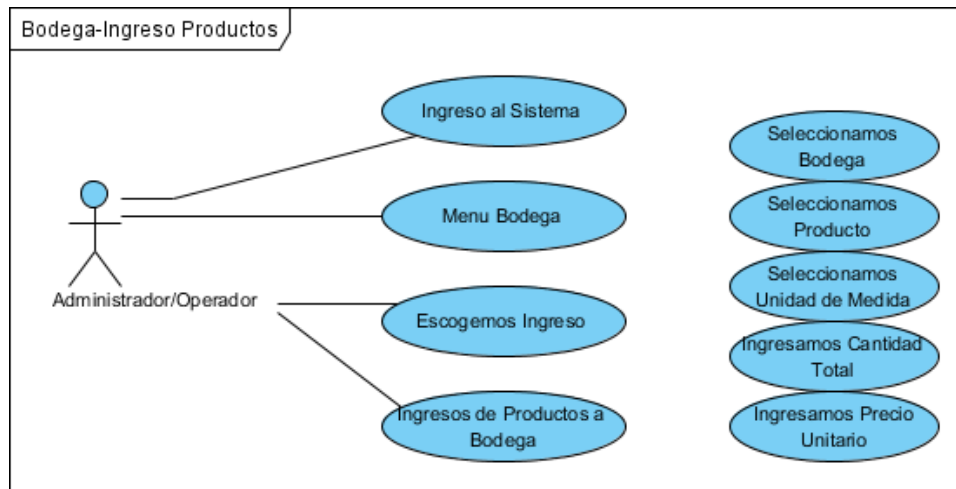 Bodega-Ingreso Productos
Ingreso al Sistema
Menu Bodega
Administrador/Operador
Escogemos Ingreso
Ingresos de Productos a
Bodega
Seleccionamos
Bodega
Seleccionamos
Producto
Seleccionamos
Unidad de Medida
Ingresamos Cantidad
Total
Ingresamos Precio
Unitario